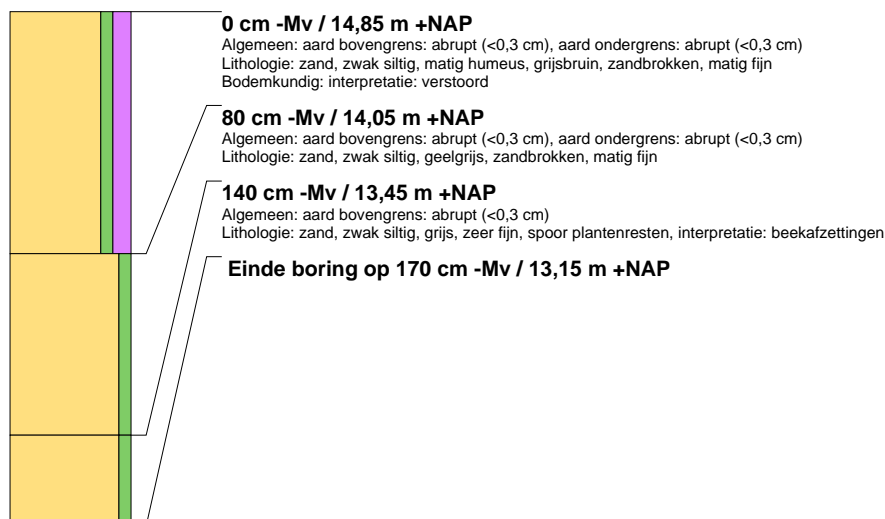 0 cm -Mv / 14,85 m +NAP
Algemeen: aard bovengrens: abrupt (<0,3 cm), aard ondergrens: abrupt (<0,3 cm)
Lithologie: zand, zwak siltig, matig humeus, grijsbruin, zandbrokken, matig fijn
Bodemkundig: interpretatie: verstoord
80 cm -Mv / 14,05 m +NAP
Algemeen: aard bovengrens: abrupt (<0,3 cm), aard ondergrens: abrupt (<0,3 cm)
Lithologie: zand, zwak siltig, geelgrijs, zandbrokken, matig fijn
140 cm -Mv / 13,45 m +NAP
Algemeen: aard bovengrens: abrupt (<0,3 cm)
Lithologie: zand, zwak siltig, grijs, zeer fijn, spoor plantenresten, interpretatie: beekafzettingen
Einde boring op 170 cm -Mv / 13,15 m +NAP